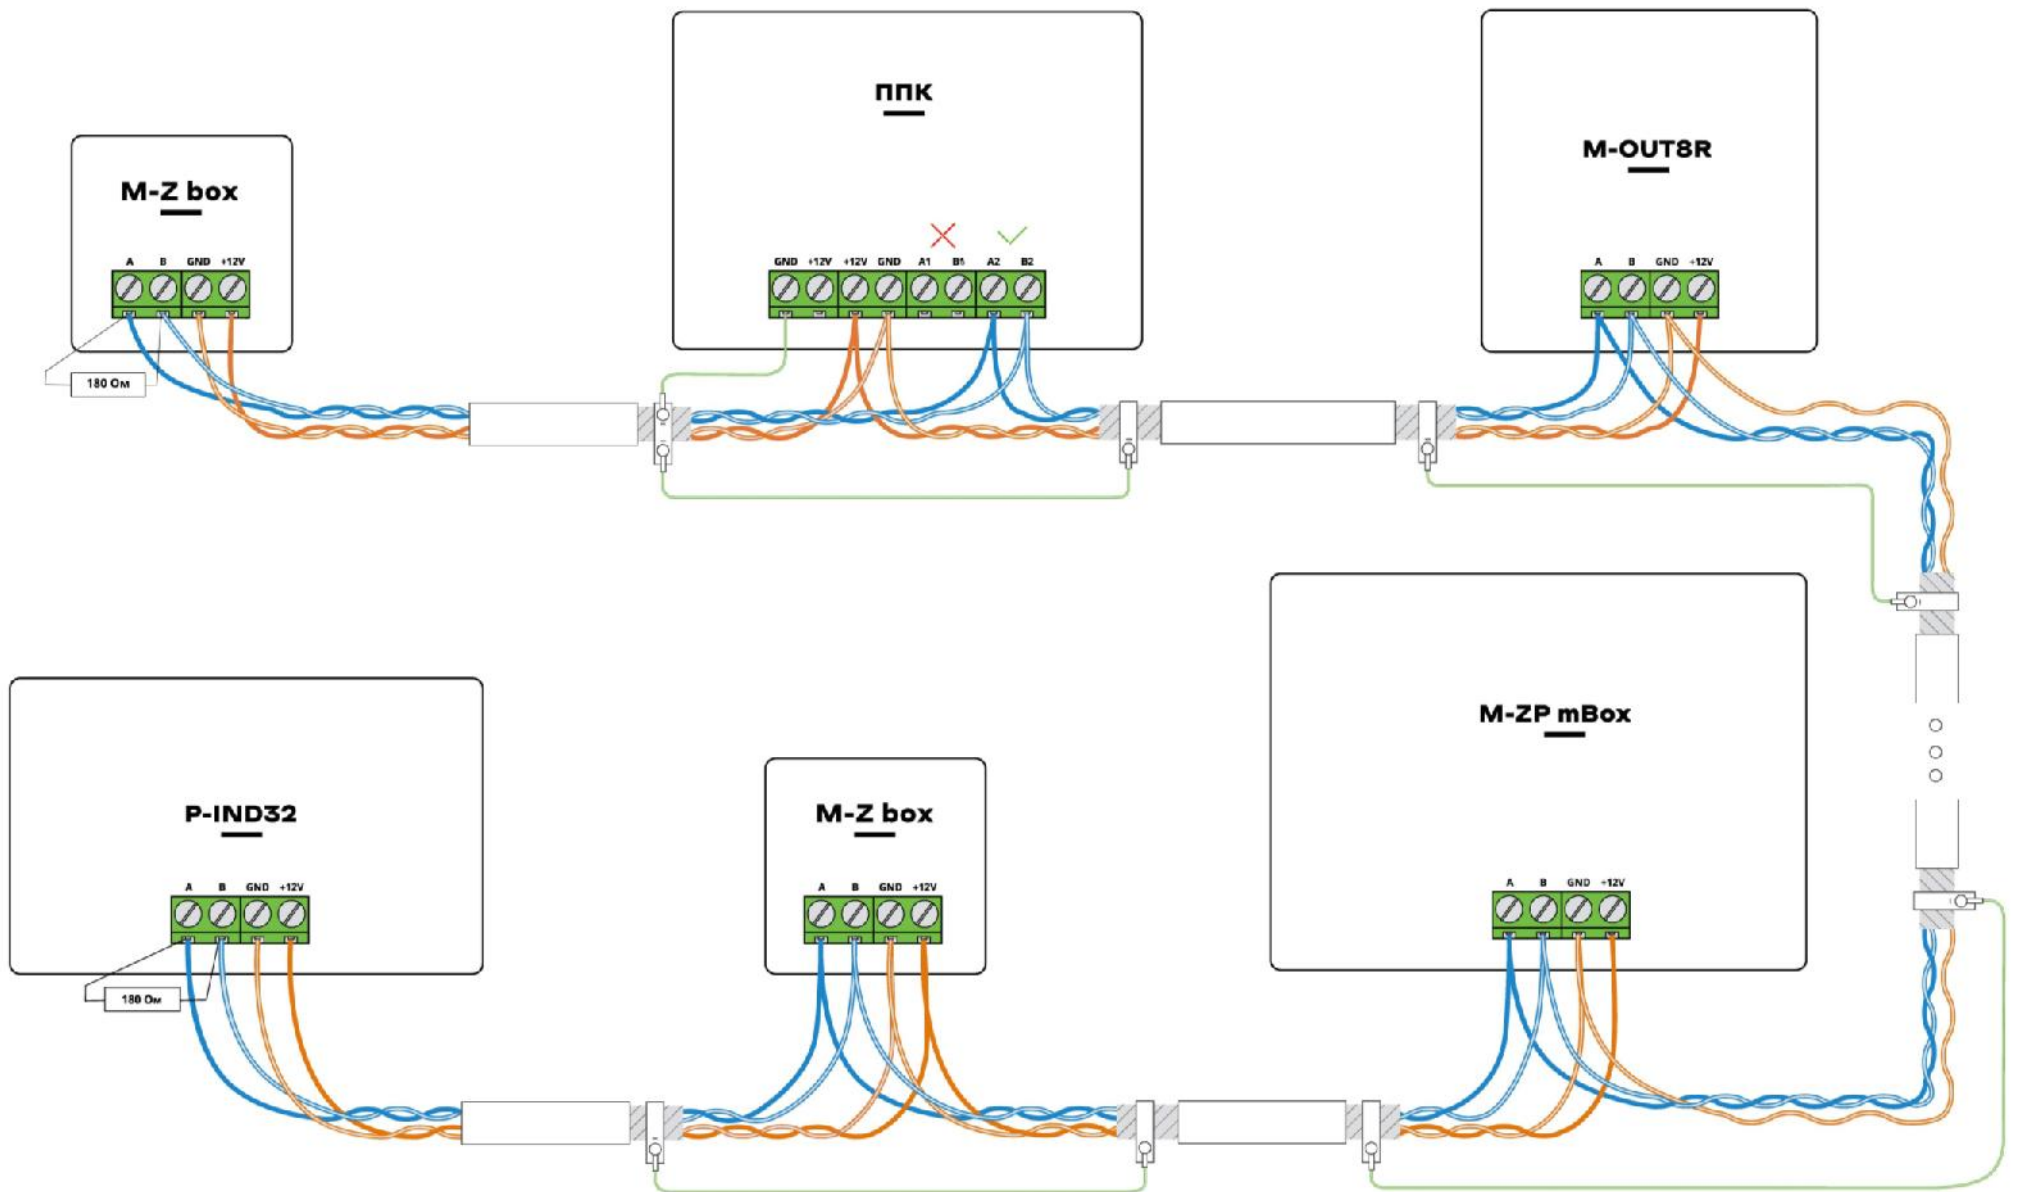 ППК
M-OUT8R
M-Z box
A B GND +12V
GND +12V +12V GND A1 B1 A2 B2
A B GND +12V
180 Ом
M-ZP mBox
P-IND32
M-Z box
A B GND +12V
A B GND +12V
A B GND +12V
180 Ом